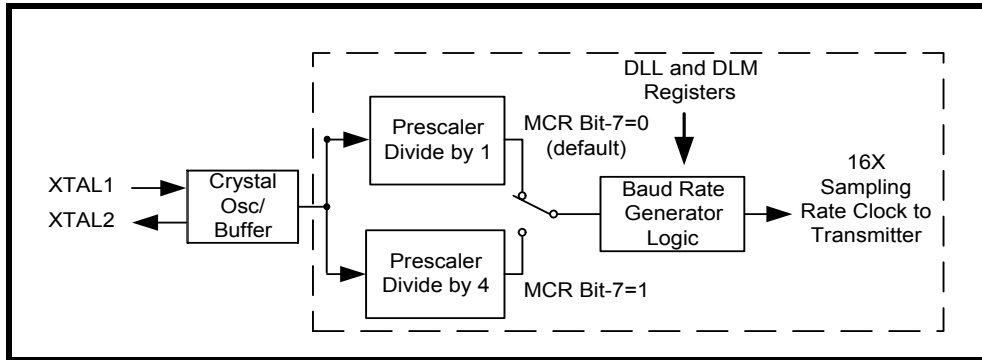 XTAL1
XTAL2
Crystal
Osc/
Buffer
Prescaler
Divide by 1
Prescaler
Divide by 4
MCR Bit-7=0
(default)
MCR Bit-7=1
DLL and DLM
Registers
Baud Rate
Generator
Logic
16X
Sampling
Rate Clock to
Transmitter